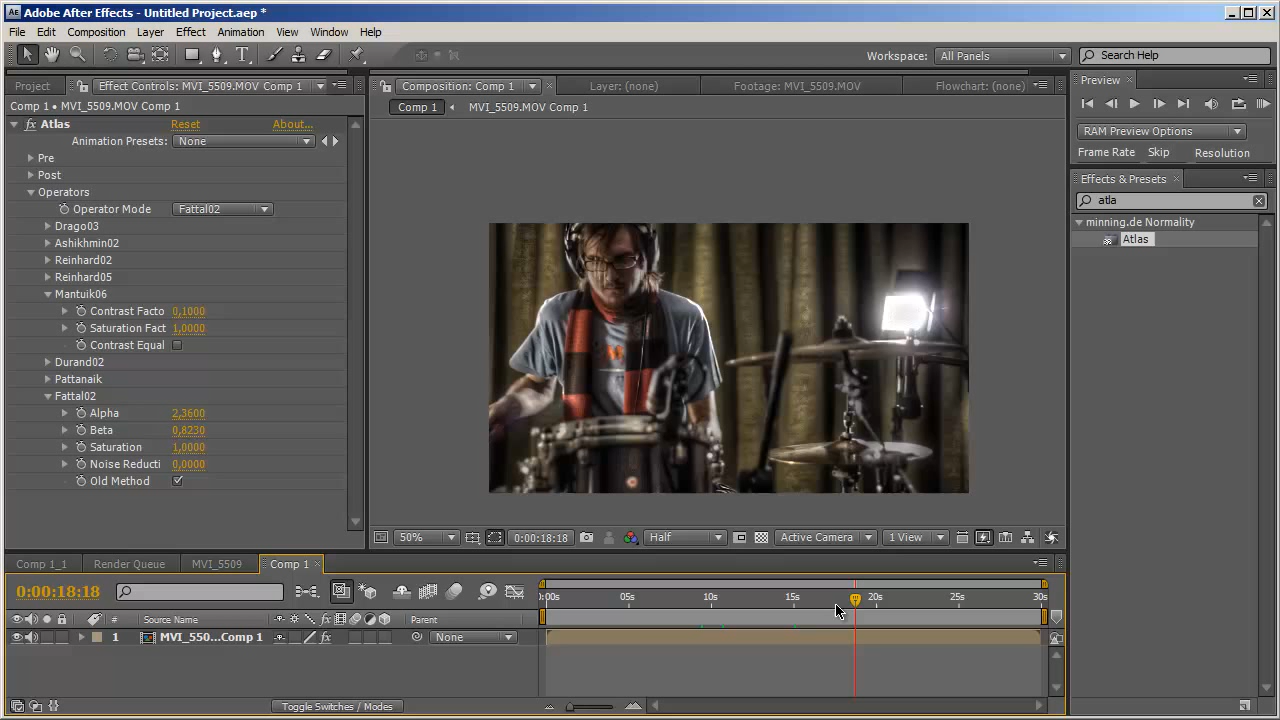 Adobe After Effects - Untitled Project.aep *
File Edit Composition Layer Effect Animation View Window Help
Workspace: All Panels Search Help
Project Effect Controls: MVI_5509.MOV Comp 1
Comp 1 • MVI_5509.MOV Comp 1
fx Atlas Reset About...
Animation Presets: None
Pre
Post
Operators
Operator Mode Fattal02
Drago03
Ashikhmin02
Reinhard02
Reinhard05
Mantuik06
Contrast Facto 0,1000
Saturation Fact 1,0000
Contrast Equal
Durand02
Pattanaik
Fattal02
Alpha 2,3600
Beta 0,8230
Saturation 1,0000
Noise Reducti 0,0000
Old Method
Composition: Comp 1 Layer: (none) Footage: MVI_5509.MOV Flowchart: (none)
Comp 1 MVI_5509.MOV Comp 1
50% 0:00:18:18 Half Active Camera 1 View
Preview
RAM Preview Options
Frame Rate Skip Resolution
Effects & Presets
atla
minning.de Normality
Atlas
Comp 1_1 Render Queue MVI_5509 Comp 1
0:00:18:18
):00s 05s 10s 15s 20s 25s 30s
# Source Name fx Parent
1 MVI_550...Comp 1 fx None
Toggle Switches / Modes